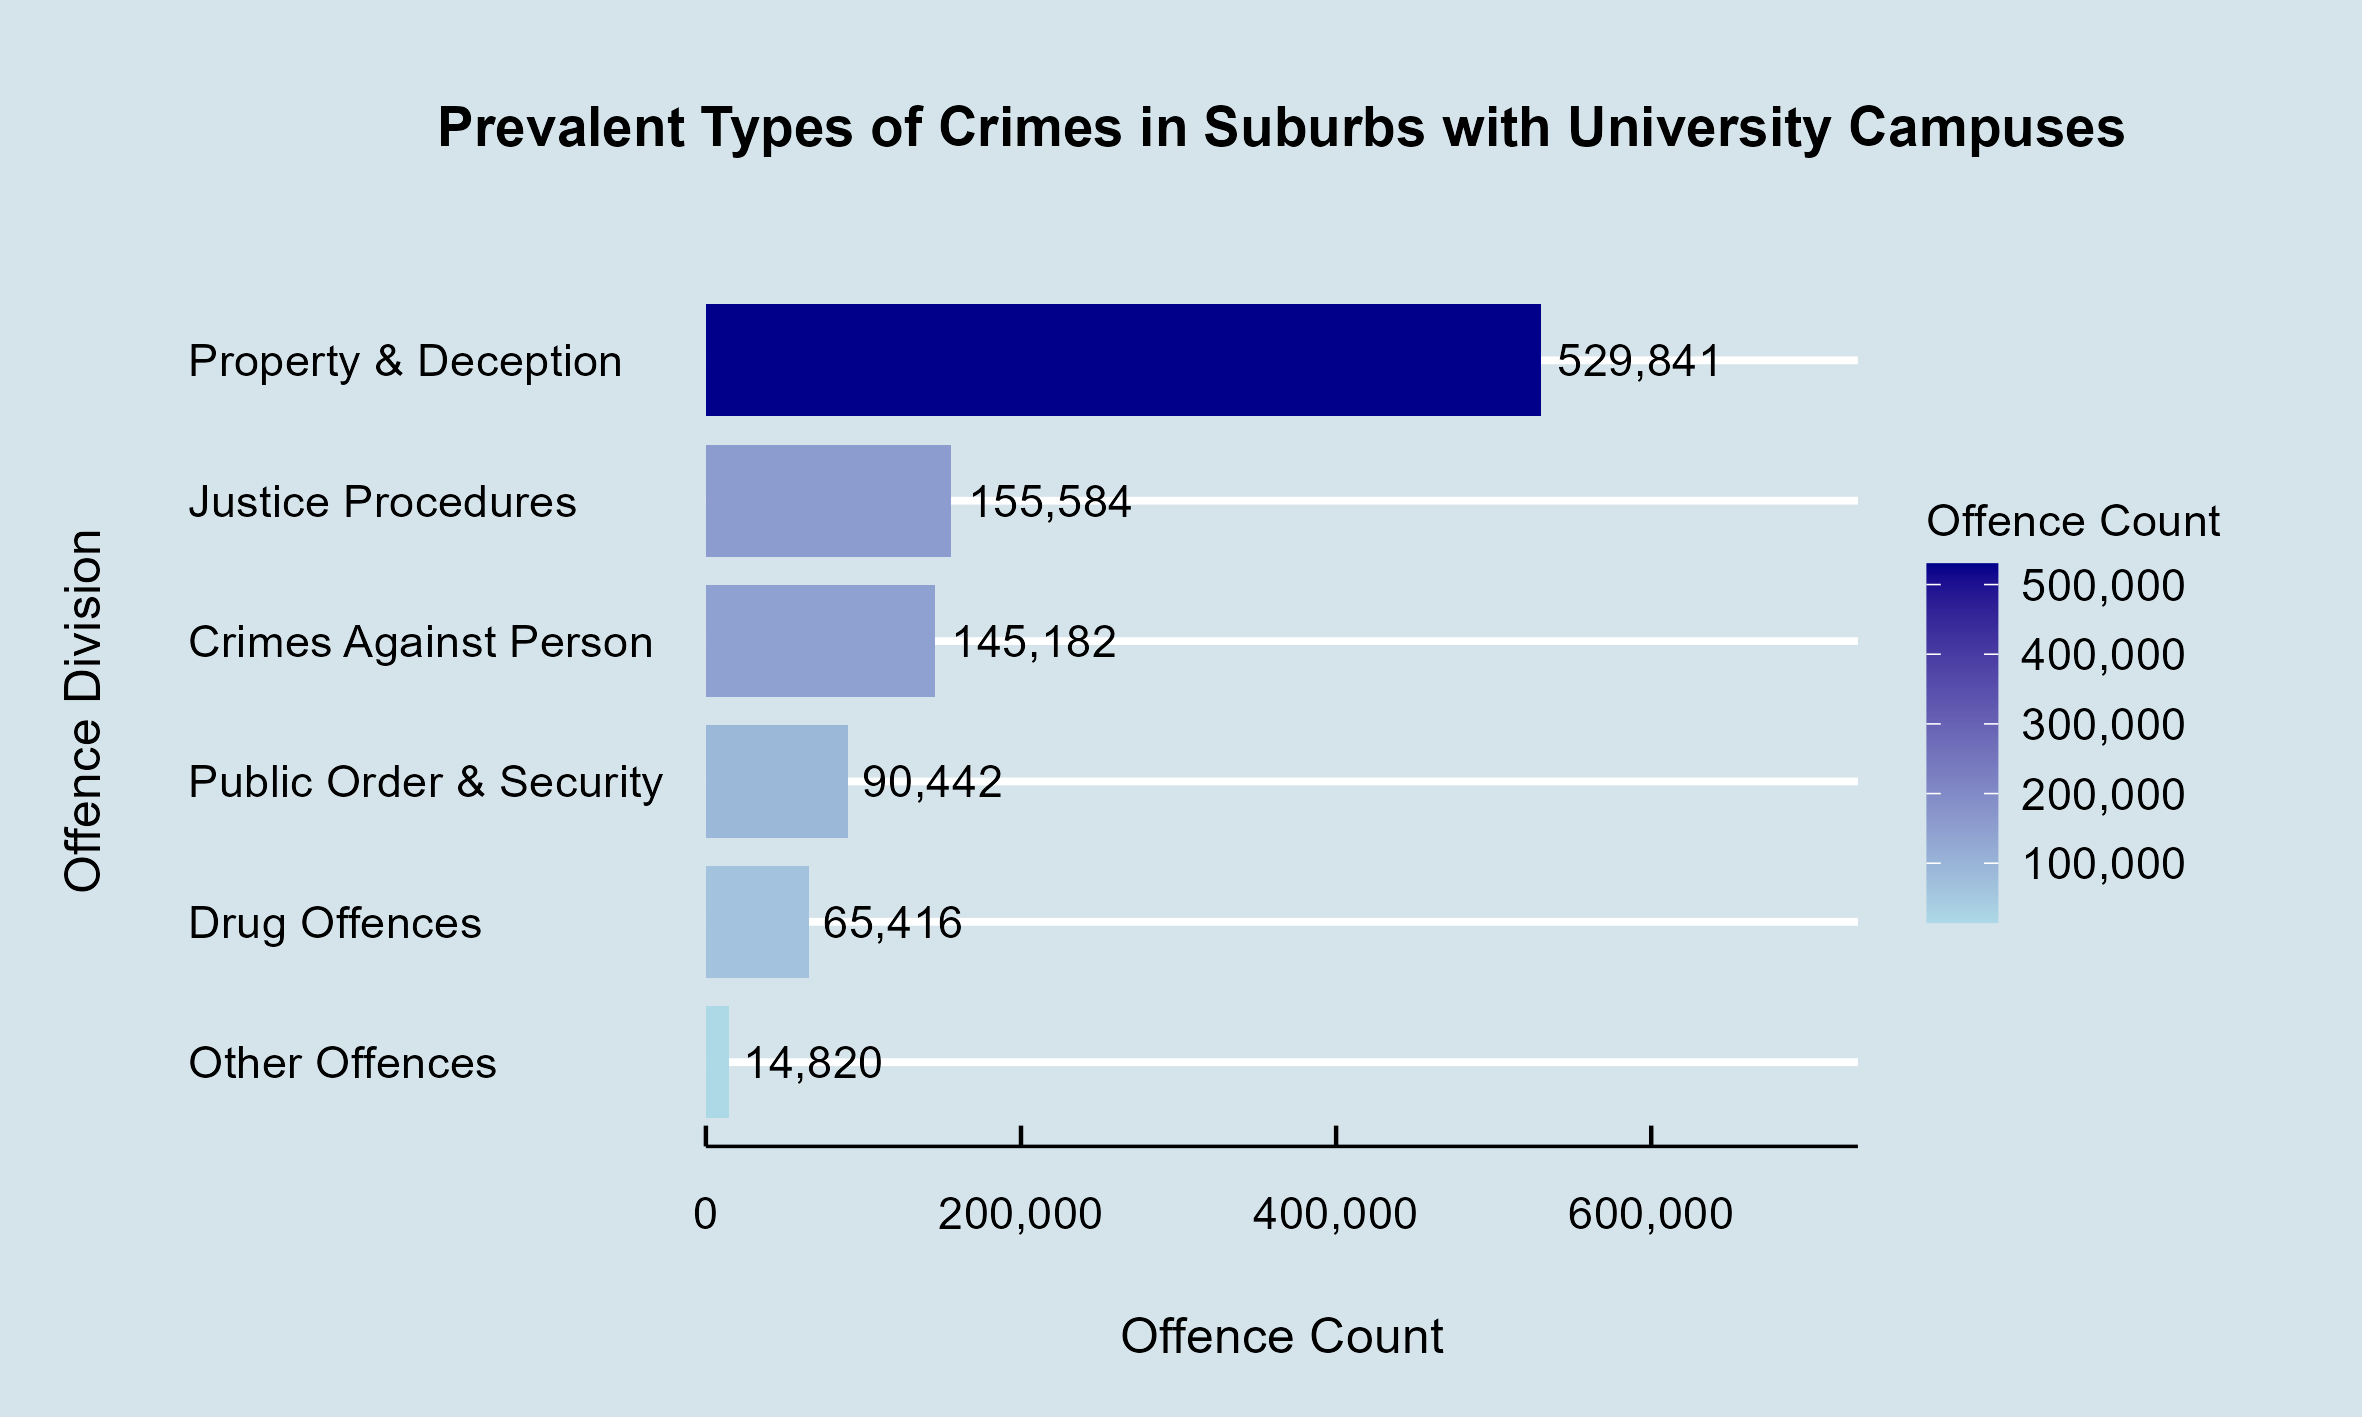 Prevalent Types of Crimes in Suburbs with University Campuses
Offence Division
Property & Deception
529,841
Justice Procedures
155,584
Crimes Against Person
145,182
Public Order & Security
90,442
Drug Offences
65,416
Other Offences
14,820
0
200,000
400,000
600,000
Offence Count
Offence Count
500,000
400,000
300,000
200,000
100,000